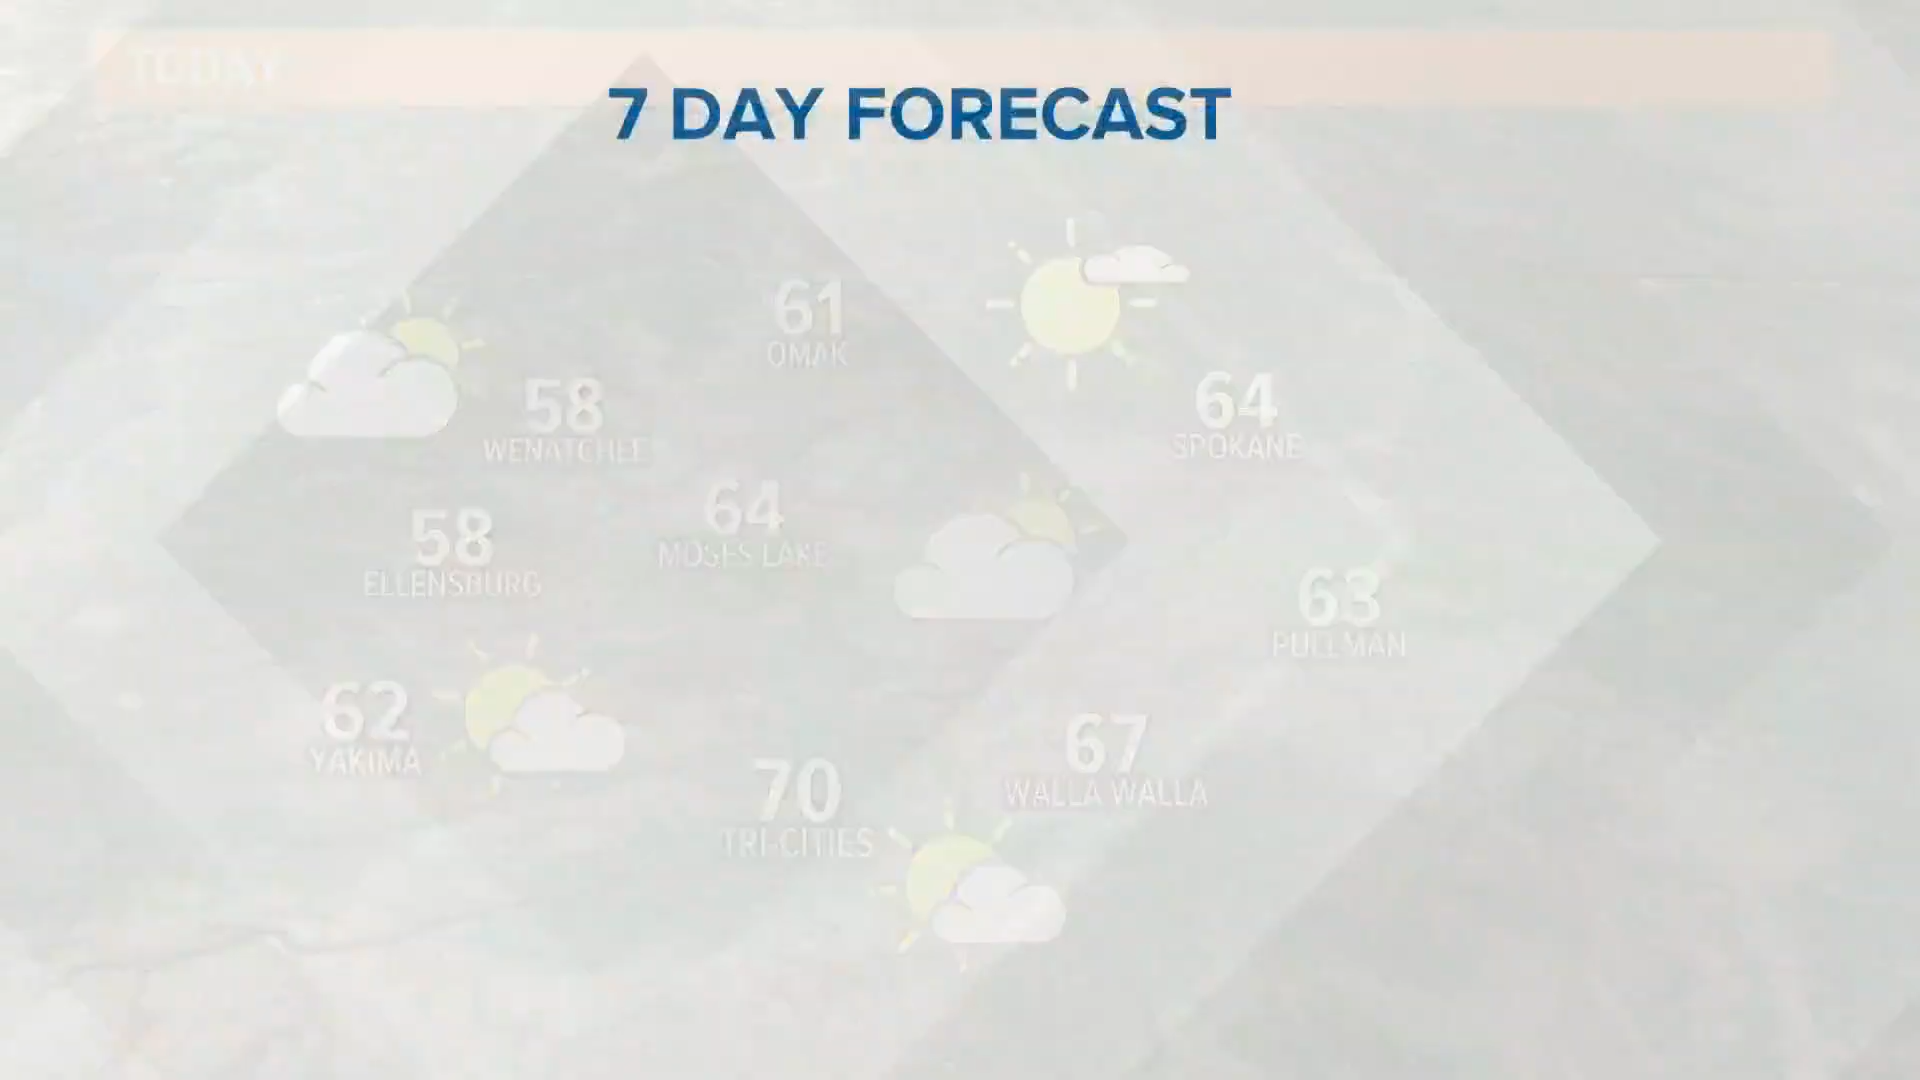 TODAY
7 DAY FORECAST
61
OMAK
58
WENATCHEE
64
SPOKANE
64
MOSES LAKE
58
ELLENSBURG
63
PULLMAN
62
YAKIMA
67
WALLA WALLA
70
TRI-CITIES